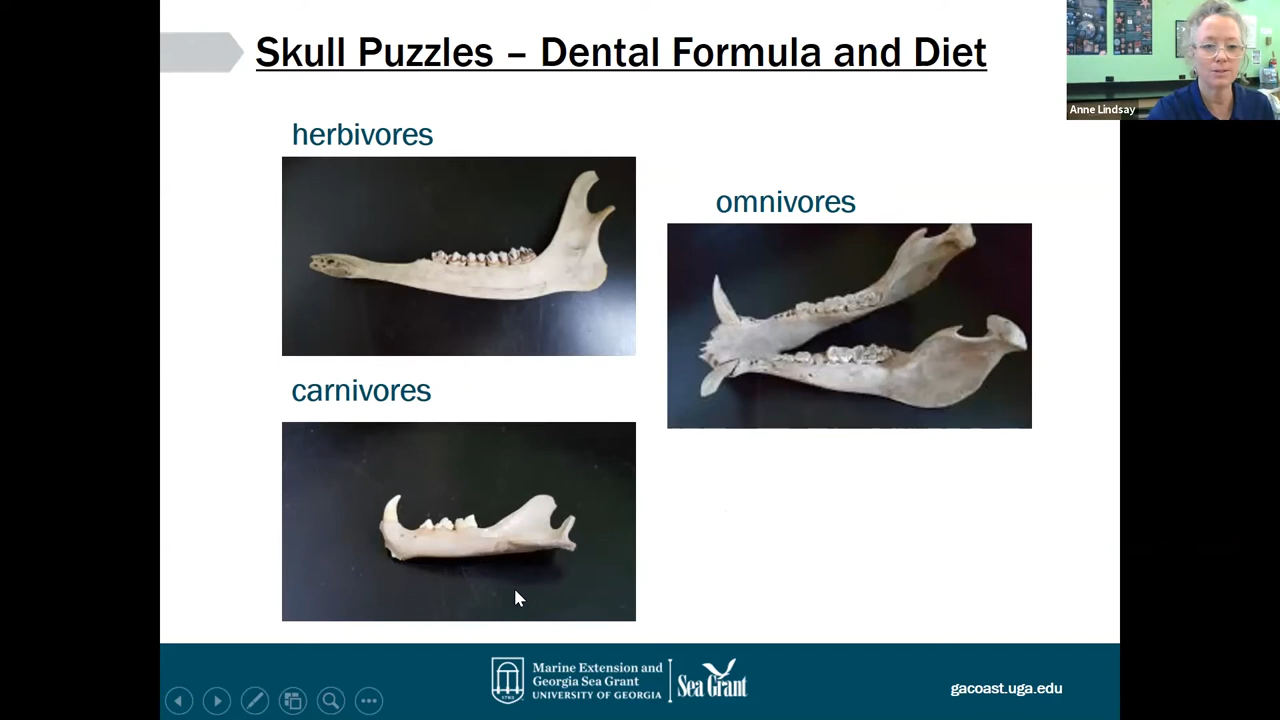 Skull Puzzles – Dental Formula and Diet
Anne Lindsay
herbivores
omnivores
carnivores
Marine Extension and
Georgia Sea Grant
UNIVERSITY OF GEORGIA
Sea Grant
gacoast.uga.edu